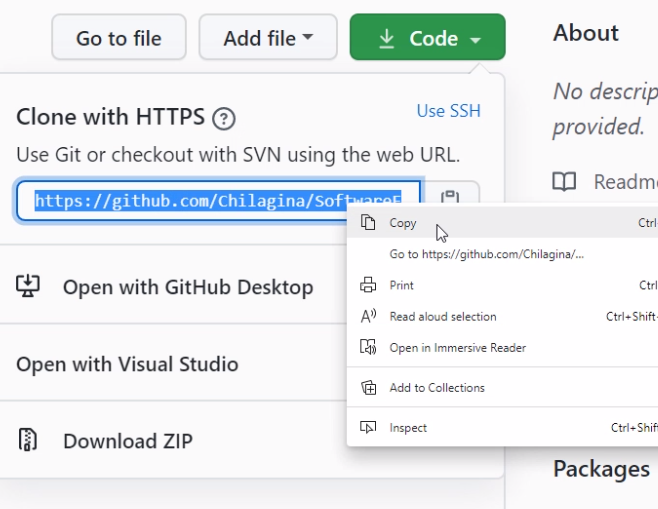 Go to file
Add file
Code
About
Clone with HTTPS ?
Use SSH
No descrip
provided.
Use Git or checkout with SVN using the web URL.
Readme
https://github.com/Chilagina/SoftwareE
Copy Ctrl
Go to https://github.com/Chilagina/...
Open with GitHub Desktop
Print Ctrl
Read aloud selection Ctrl+Shift
Open in Immersive Reader
Open with Visual Studio
Add to Collections
Inspect Ctrl+Shif
Download ZIP
Packages